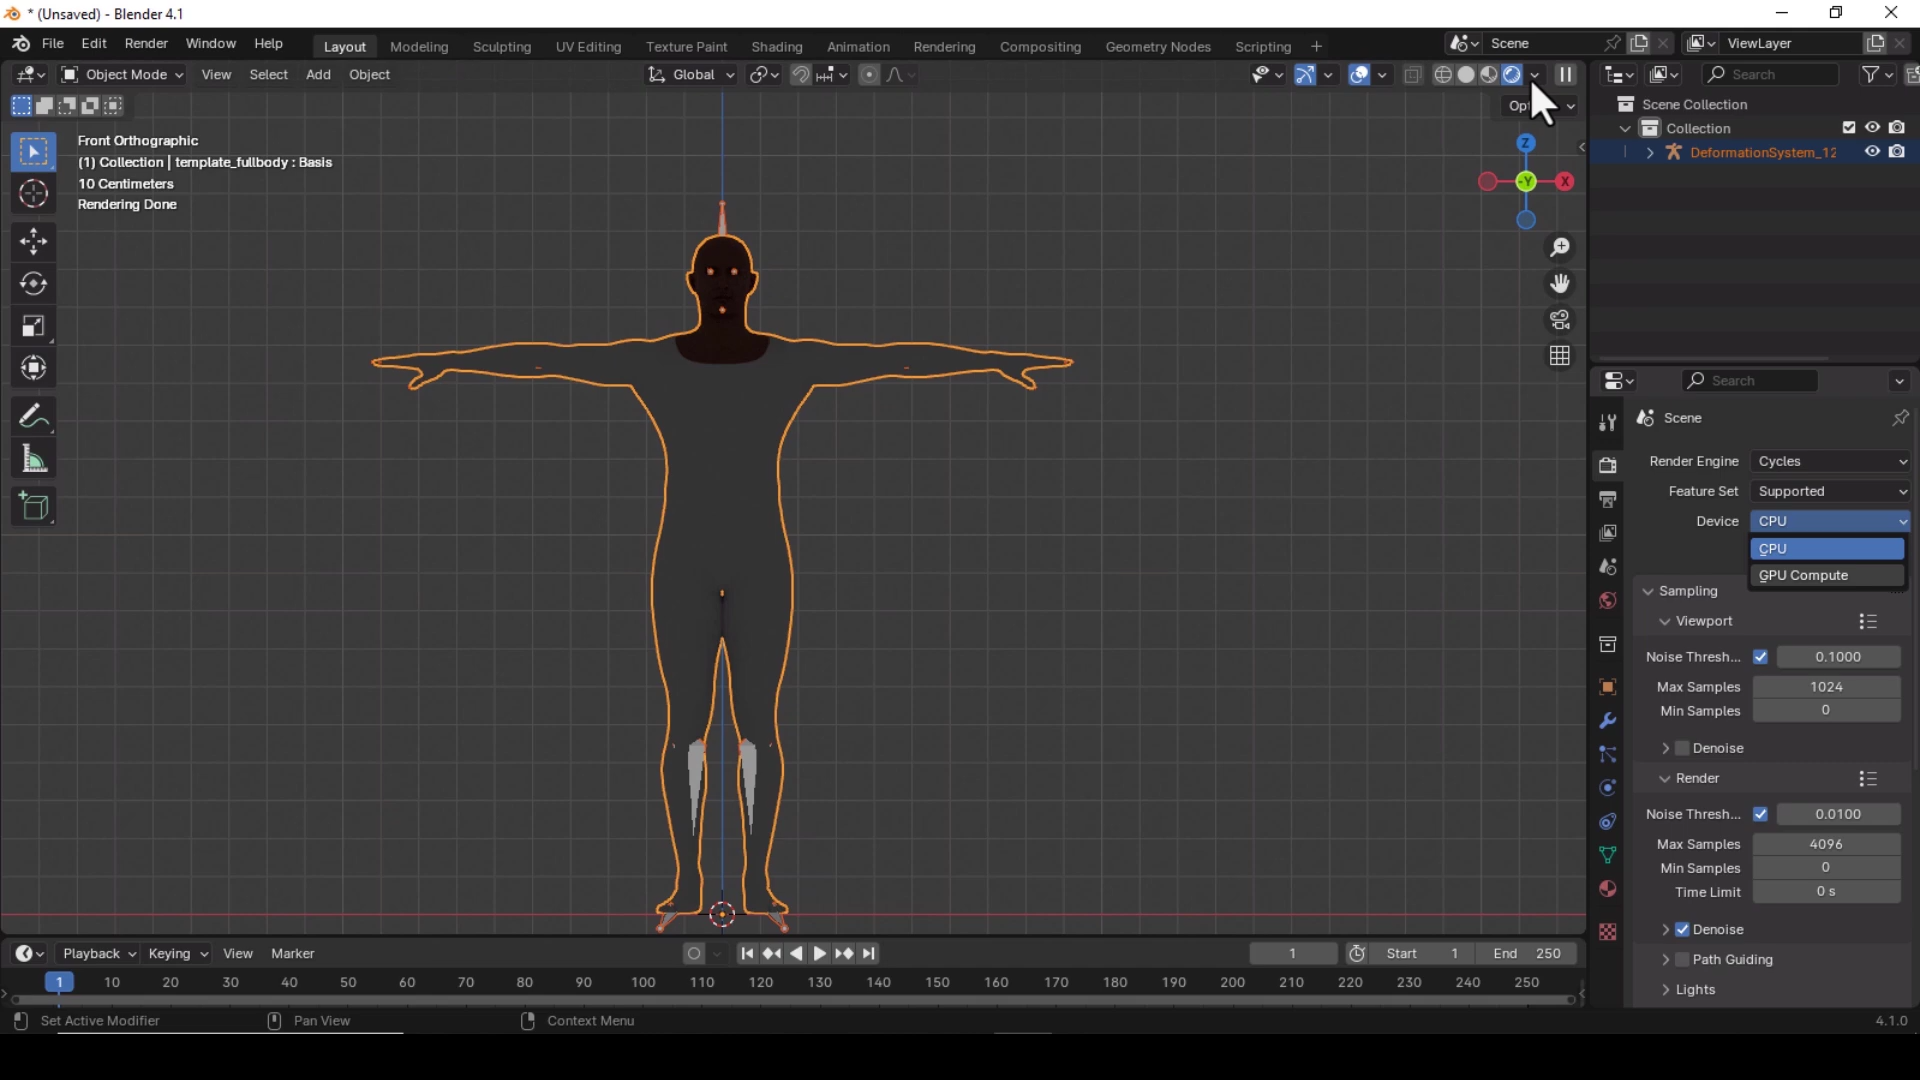 * (Unsaved) - Blender 4.1
File Edit Render Window Help
Layout Modeling Sculpting UV Editing Texture Paint Shading Animation Rendering Compositing Geometry Nodes Scripting +
Scene
ViewLayer
Object Mode View Select Add Object
Global
Search
Front Orthographic
(1) Collection | template_fullbody : Basis
10 Centimeters
Rendering Done
Z
-Y
X
Scene Collection
Collection
DeformationSystem_12
Search
Scene
Render Engine Cycles
Feature Set Supported
Device CPU
CPU
GPU Compute
Sampling
Viewport
Noise Thresh... 0.1000
Max Samples 1024
Min Samples 0
Denoise
Render
Noise Thresh... 0.0100
Max Samples 4096
Min Samples 0
Time Limit 0 s
Denoise
Path Guiding
Lights
Playback Keying View Marker
1 Start 1 End 250
1 10 20 30 40 50 60 70 80 90 100 110 120 130 140 150 160 170 180 190 200 210 220 230 240 250
Set Active Modifier Pan View Context Menu
4.1.0